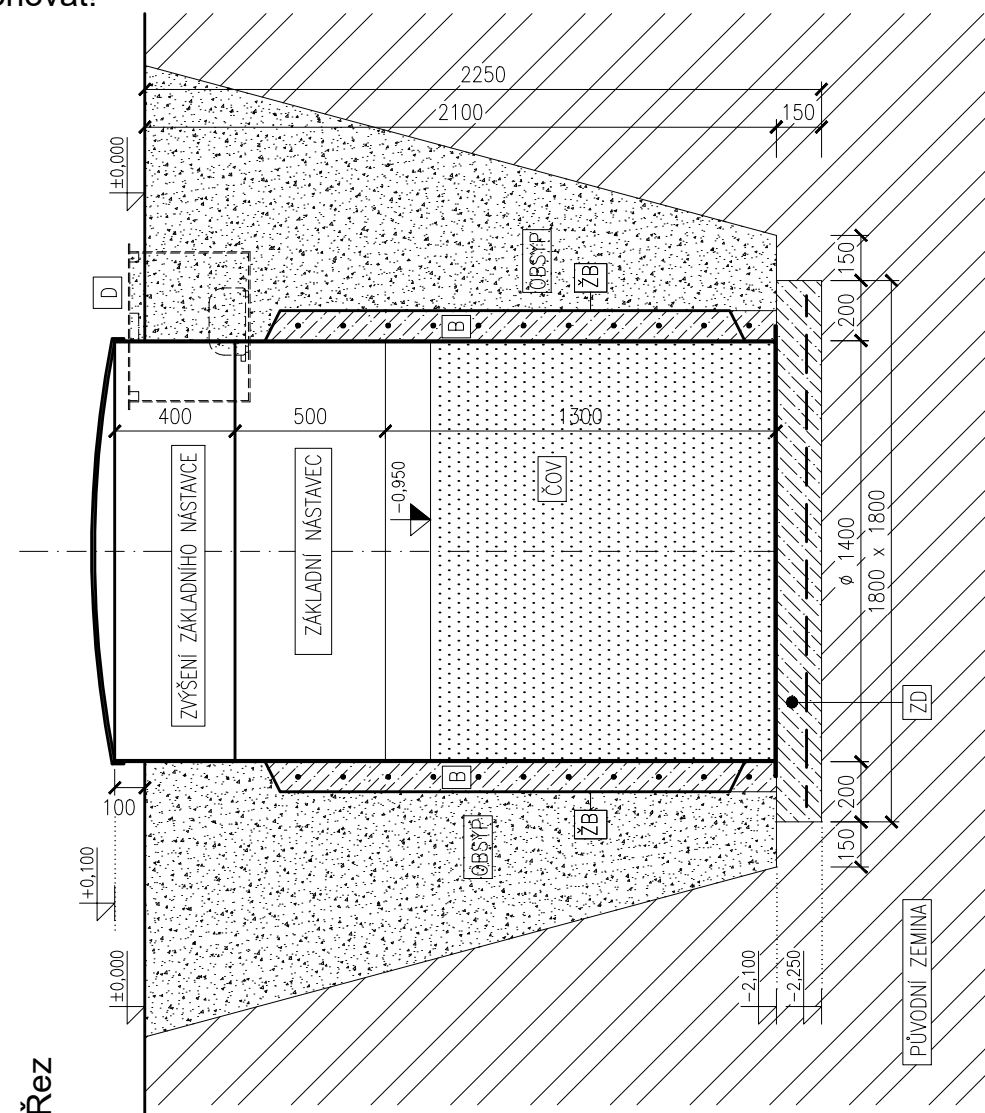 Řez
2250
2100
150
±0,000
D
OBSYP
ŽB
B
150
200
400
500
1300
ZVÝŠENÍ ZÁKLADNÍHO NÁSTAVCE
ZÁKLADNÍ NÁSTAVEC
ČOV
-0,950
ø 1400
1800 x 1800
ZD
100
B
ŽB
OBSYP
200
150
+0,100
±0,000
-2,100
-2,250
PŮVODNÍ ZEMINA